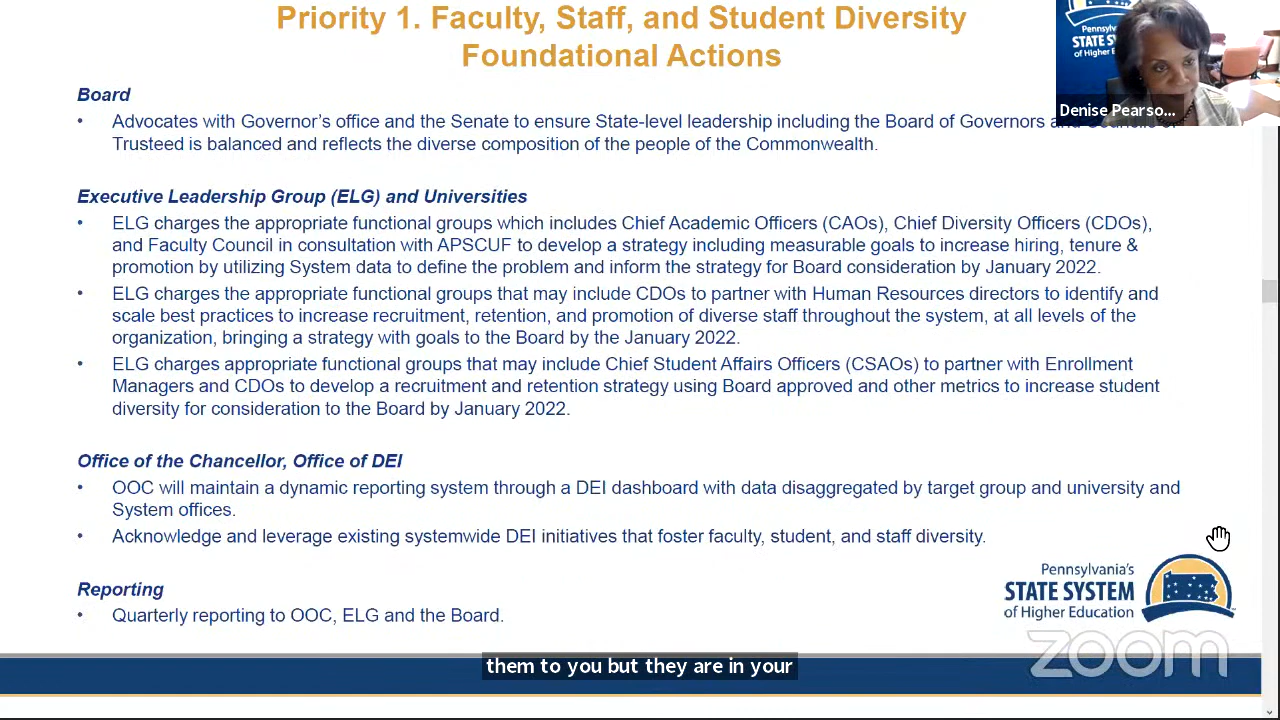 Priority 1. Faculty, Staff, and Student Diversity
Foundational Actions
Pennsylvania's
STATE S
of Higher E
Denise Pearso...
Board
• Advocates with Governor's office and the Senate to ensure State-level leadership including the Board of Governors and
Trusteed is balanced and reflects the diverse composition of the people of the Commonwealth.
Executive Leadership Group (ELG) and Universities
• ELG charges the appropriate functional groups which includes Chief Academic Officers (CAOs), Chief Diversity Officers (CDOs),
and Faculty Council in consultation with APSCUF to develop a strategy including measurable goals to increase hiring, tenure &
promotion by utilizing System data to define the problem and inform the strategy for Board consideration by January 2022.
• ELG charges the appropriate functional groups that may include CDOs to partner with Human Resources directors to identify and
scale best practices to increase recruitment, retention, and promotion of diverse staff throughout the system, at all levels of the
organization, bringing a strategy with goals to the Board by the January 2022.
• ELG charges appropriate functional groups that may include Chief Student Affairs Officers (CSAOs) to partner with Enrollment
Managers and CDOs to develop a recruitment and retention strategy using Board approved and other metrics to increase student
diversity for consideration to the Board by January 2022.
Office of the Chancellor, Office of DEI
• OOC will maintain a dynamic reporting system through a DEI dashboard with data disaggregated by target group and university and
System offices.
• Acknowledge and leverage existing systemwide DEI initiatives that foster faculty, student, and staff diversity.
Reporting
• Quarterly reporting to OOC, ELG and the Board.
Pennsylvania's
STATE SYSTEM
of Higher Education
zoom
them to you but they are in your